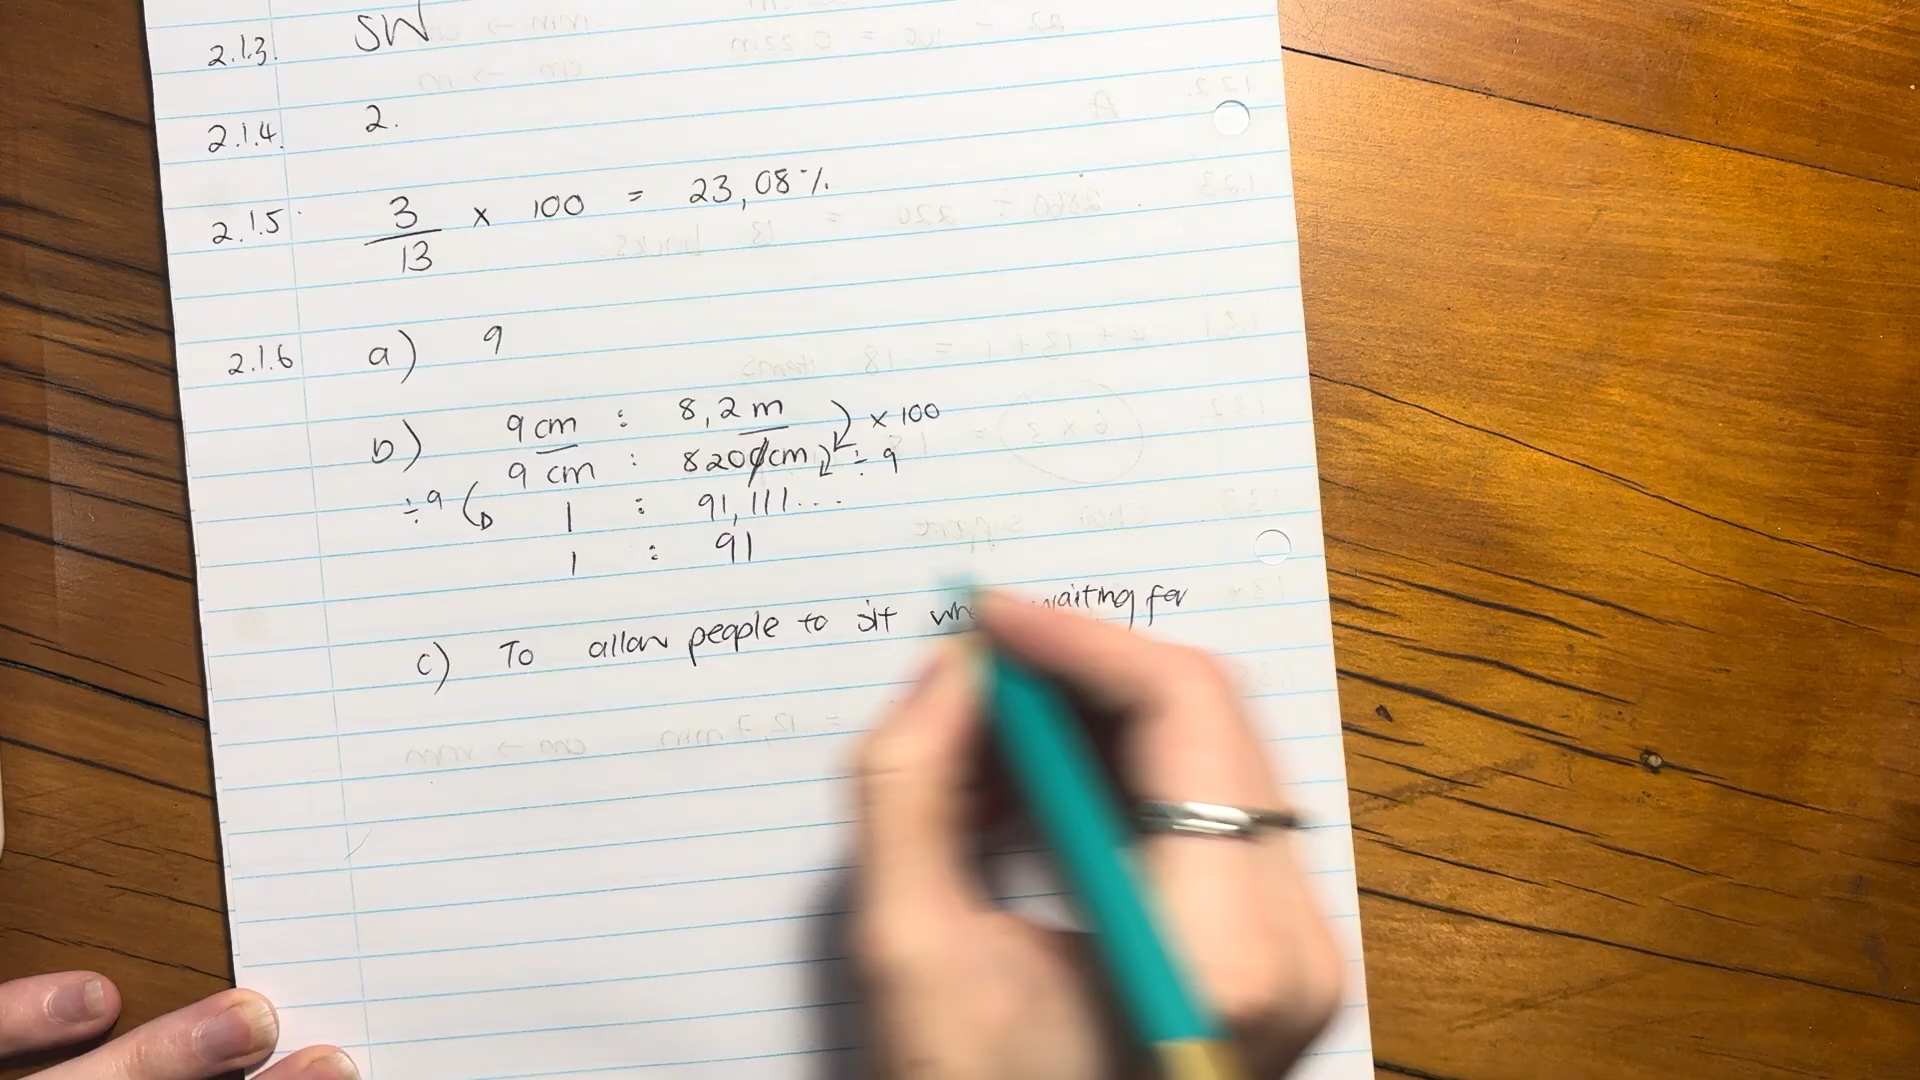 2.1.3. SW
2.1.4. 2.
2.1.5. 3/13 x 100 = 23,08%
2.1.6 a) 9
b) 9 cm : 8,2 m x 100
9 cm : 820 cm ÷ 9
÷9 1 : 91,111...
1 : 91
c) To allow people to sit waiting for